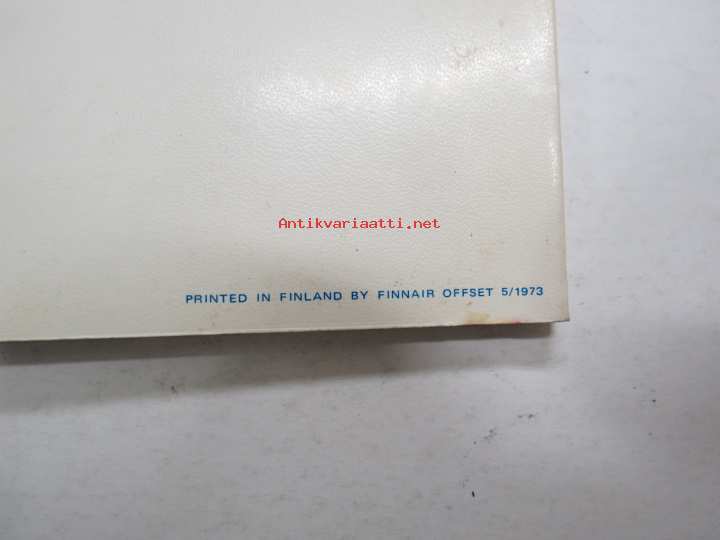 Antikvariaatti.net
PRINTED IN FINLAND BY FINNAIR OFFSET 5/1973